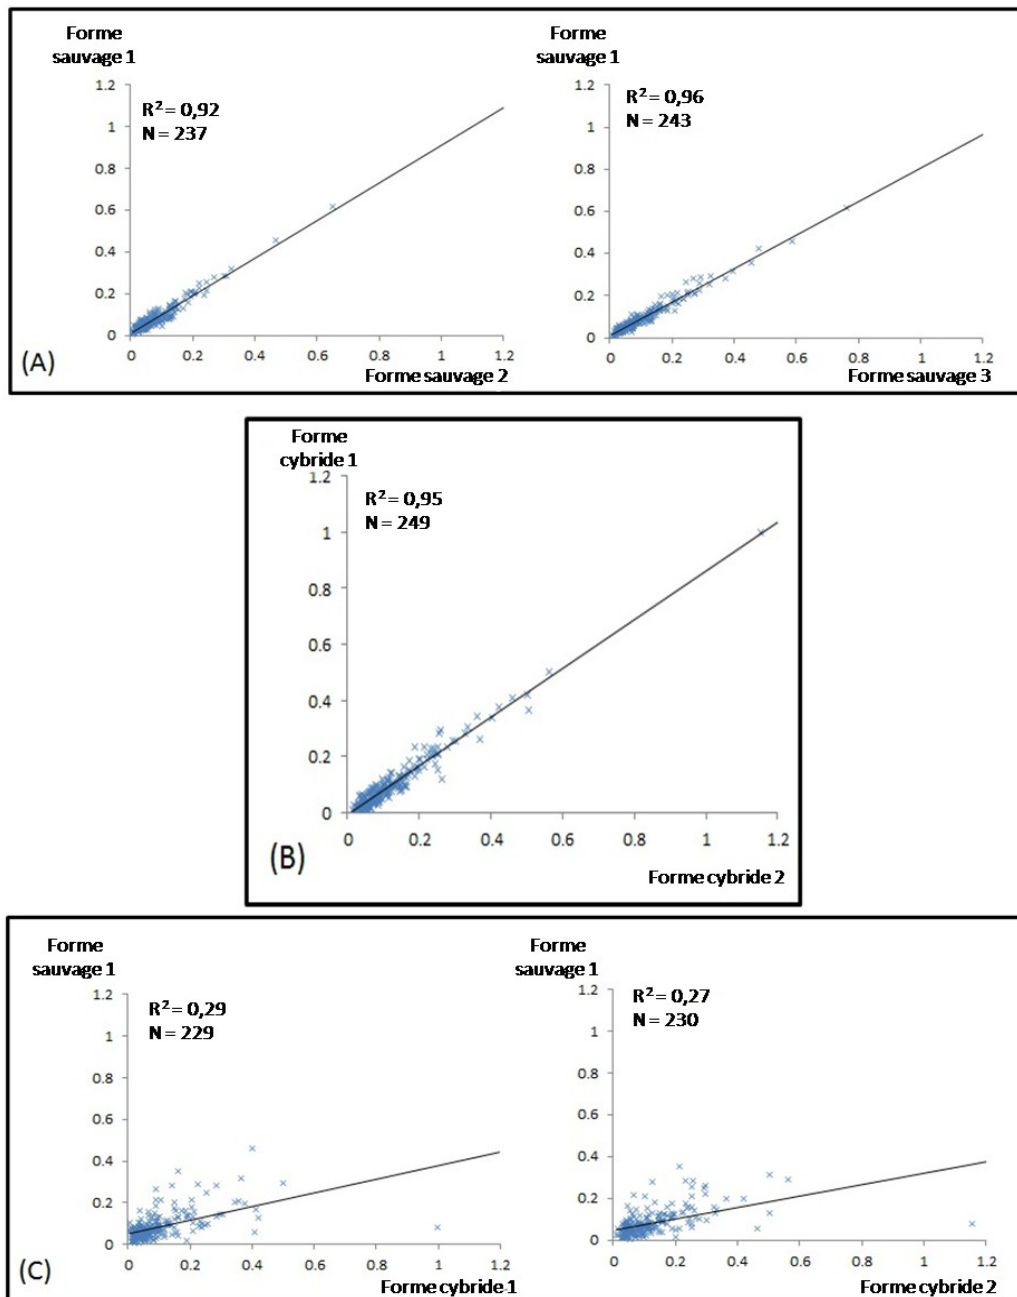 Forme
sauvage 1
1.2
1
0.8
0.6
0.4
0.2
0
R² = 0,92
N = 237
0 0.2 0.4 0.6 0.8 1 1.2
Forme sauvage 2
(A)
Forme
sauvage 1
1.2
1
0.8
0.6
0.4
0.2
0
R² = 0,96
N = 243
0 0.2 0.4 0.6 0.8 1 1.2
Forme sauvage 3
Forme
cybride 1
1.2
1
0.8
0.6
0.4
0.2
0
R² = 0,95
N = 249
0 0.2 0.4 0.6 0.8 1 1.2
(B)
Forme cybride 2
Forme
sauvage 1
1.2
1
0.8
0.6
0.4
0.2
0
R² = 0,29
N = 229
0 0.2 0.4 0.6 0.8 1 1.2
(C)
Forme cybride 1
Forme
sauvage 1
1.2
1
0.8
0.6
0.4
0.2
0
R² = 0,27
N = 230
0 0.2 0.4 0.6 0.8 1 1.2
Forme cybride 2